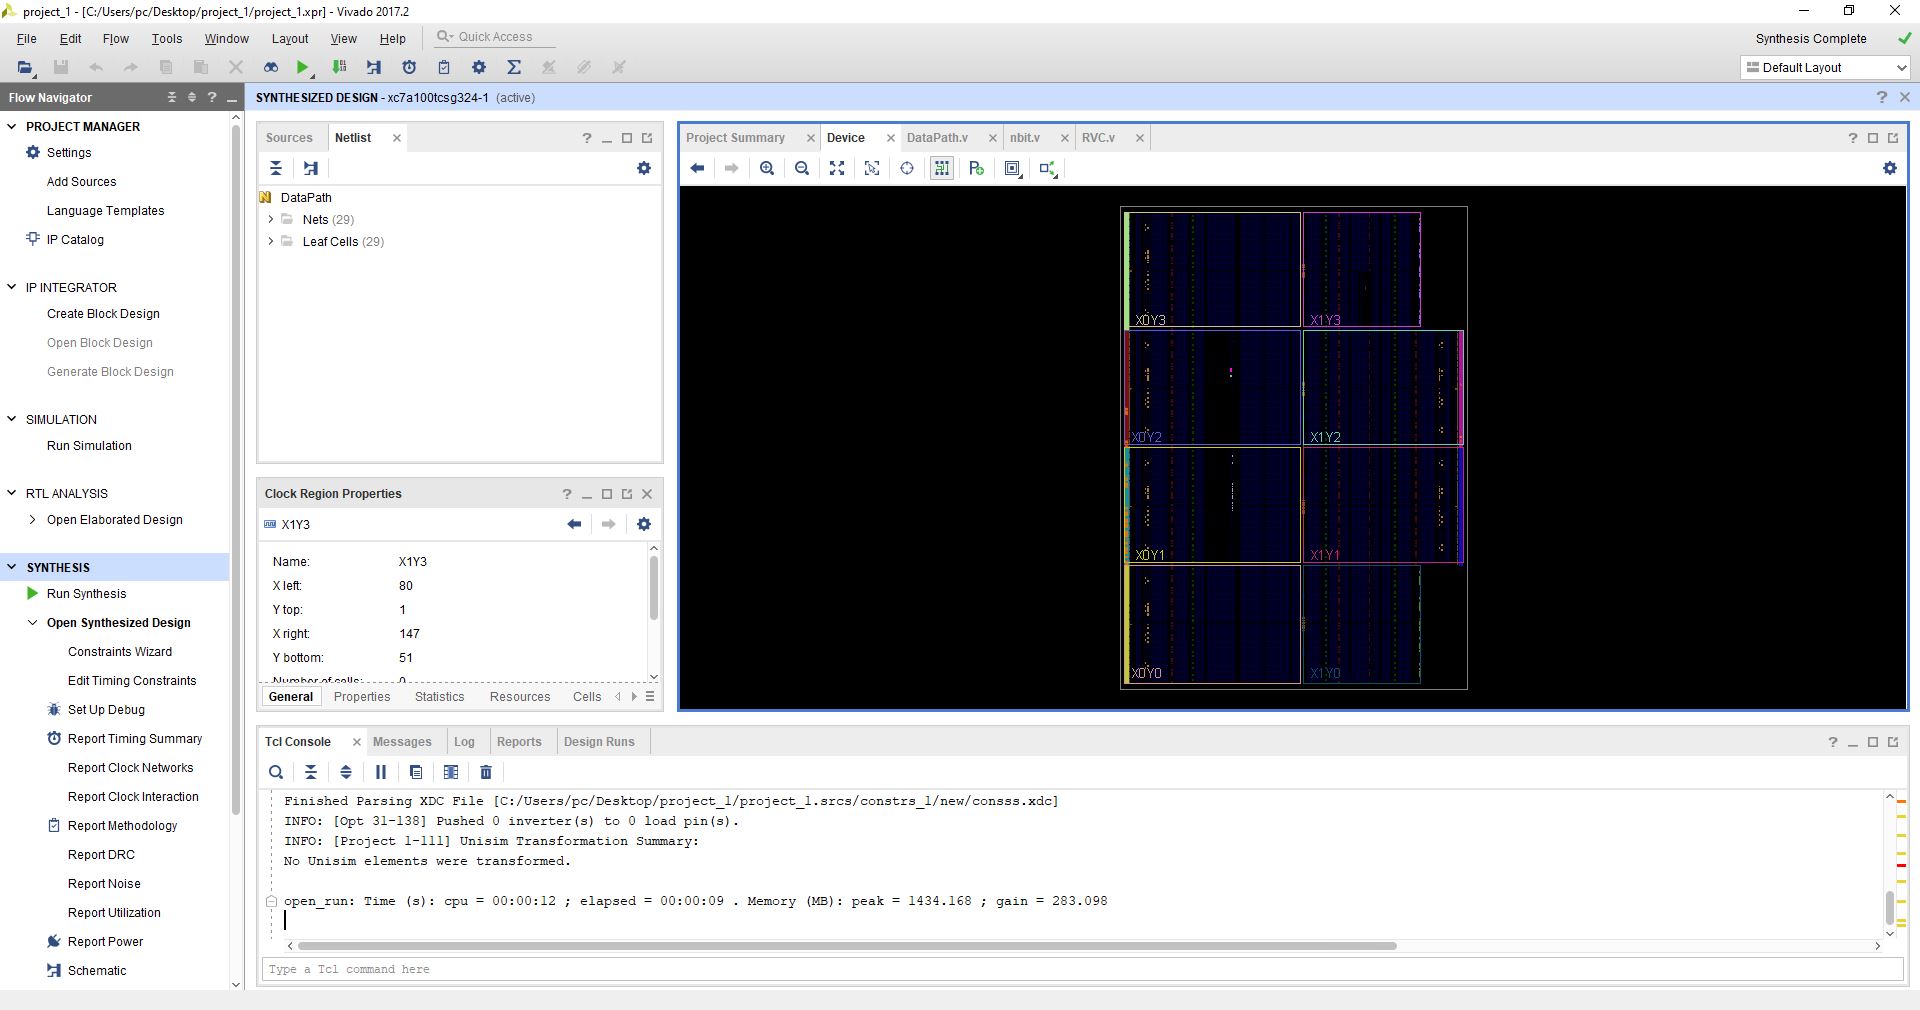 project_1 - [C:/Users/pc/Desktop/project_1/project_1.xpr] - Vivado 2017.2
File Edit Flow Tools Window Layout View Help Quick Access
Synthesis Complete
Default Layout
Flow Navigator
SYNTHESIZED DESIGN - xc7a100tcsg324-1 (active)
PROJECT MANAGER
Settings
Add Sources
Language Templates
IP Catalog
IP INTEGRATOR
Create Block Design
Open Block Design
Generate Block Design
SIMULATION
Run Simulation
RTL ANALYSIS
Open Elaborated Design
SYNTHESIS
Run Synthesis
Open Synthesized Design
Constraints Wizard
Edit Timing Constraints
Set Up Debug
Report Timing Summary
Report Clock Networks
Report Clock Interaction
Report Methodology
Report DRC
Report Noise
Report Utilization
Report Power
Schematic
Sources Netlist
DataPath
Nets (29)
Leaf Cells (29)
Clock Region Properties
X1Y3
Name: X1Y3
X left: 80
Y top: 1
X right: 147
Y bottom: 51
Number of cells: 0
General Properties Statistics Resources Cells
Project Summary Device DataPath.v nbit.v RVC.v
X0Y3 X1Y3
X0Y2 X1Y2
X0Y1 X1Y1
X0Y0 X1Y0
Tcl Console Messages Log Reports Design Runs
Finished Parsing XDC File [C:/Users/pc/Desktop/project_1/project_1.srcs/constrs_1/new/consss.xdc]
INFO: [Opt 31-138] Pushed 0 inverter(s) to 0 load pin(s).
INFO: [Project 1-111] Unisim Transformation Summary:
No Unisim elements were transformed.
open_run: Time (s): cpu = 00:00:12 ; elapsed = 00:00:09 . Memory (MB): peak = 1434.168 ; gain = 283.098
Type a Tcl command here